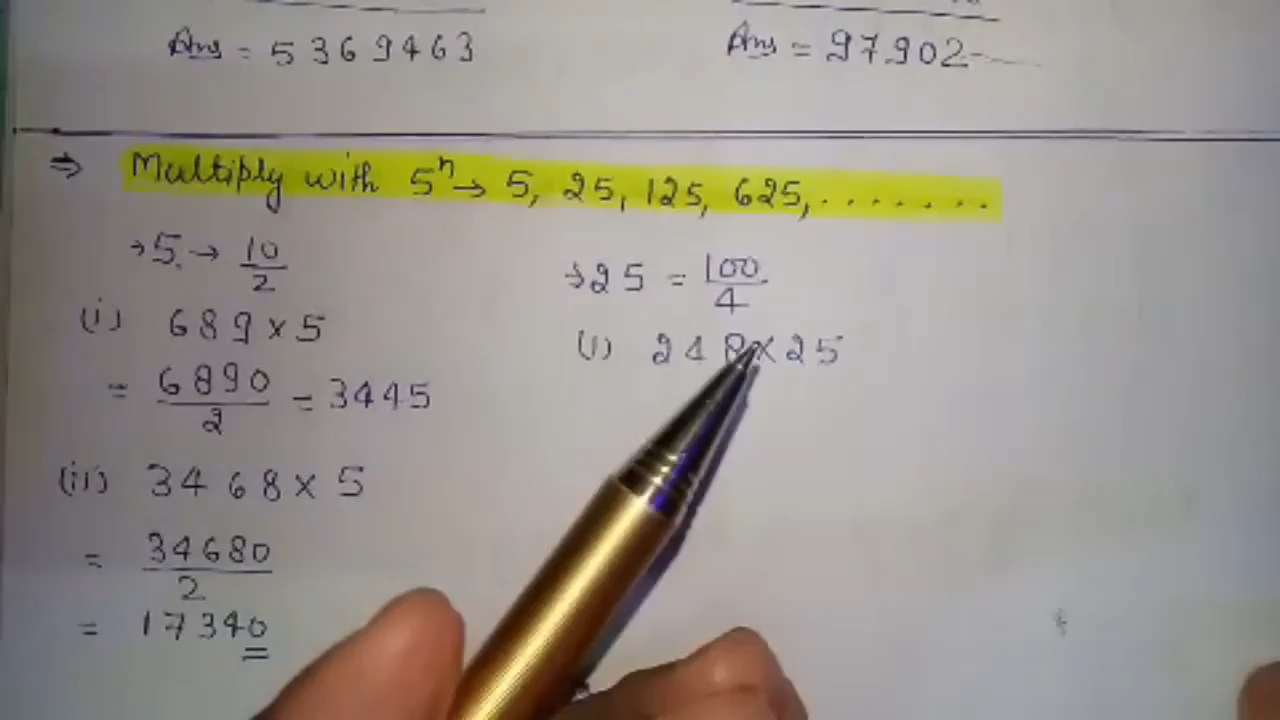 Ans = 5369463
Ans = 97902
⇒ Multiply with 5ⁿ → 5, 25, 125, 625, .......
→ 5 → 10/2
(i) 689 × 5
= 6890/2 = 3445
(ii) 3468 × 5
= 34680/2
= 17340
→ 25 = 100/4
(i) 248 × 25